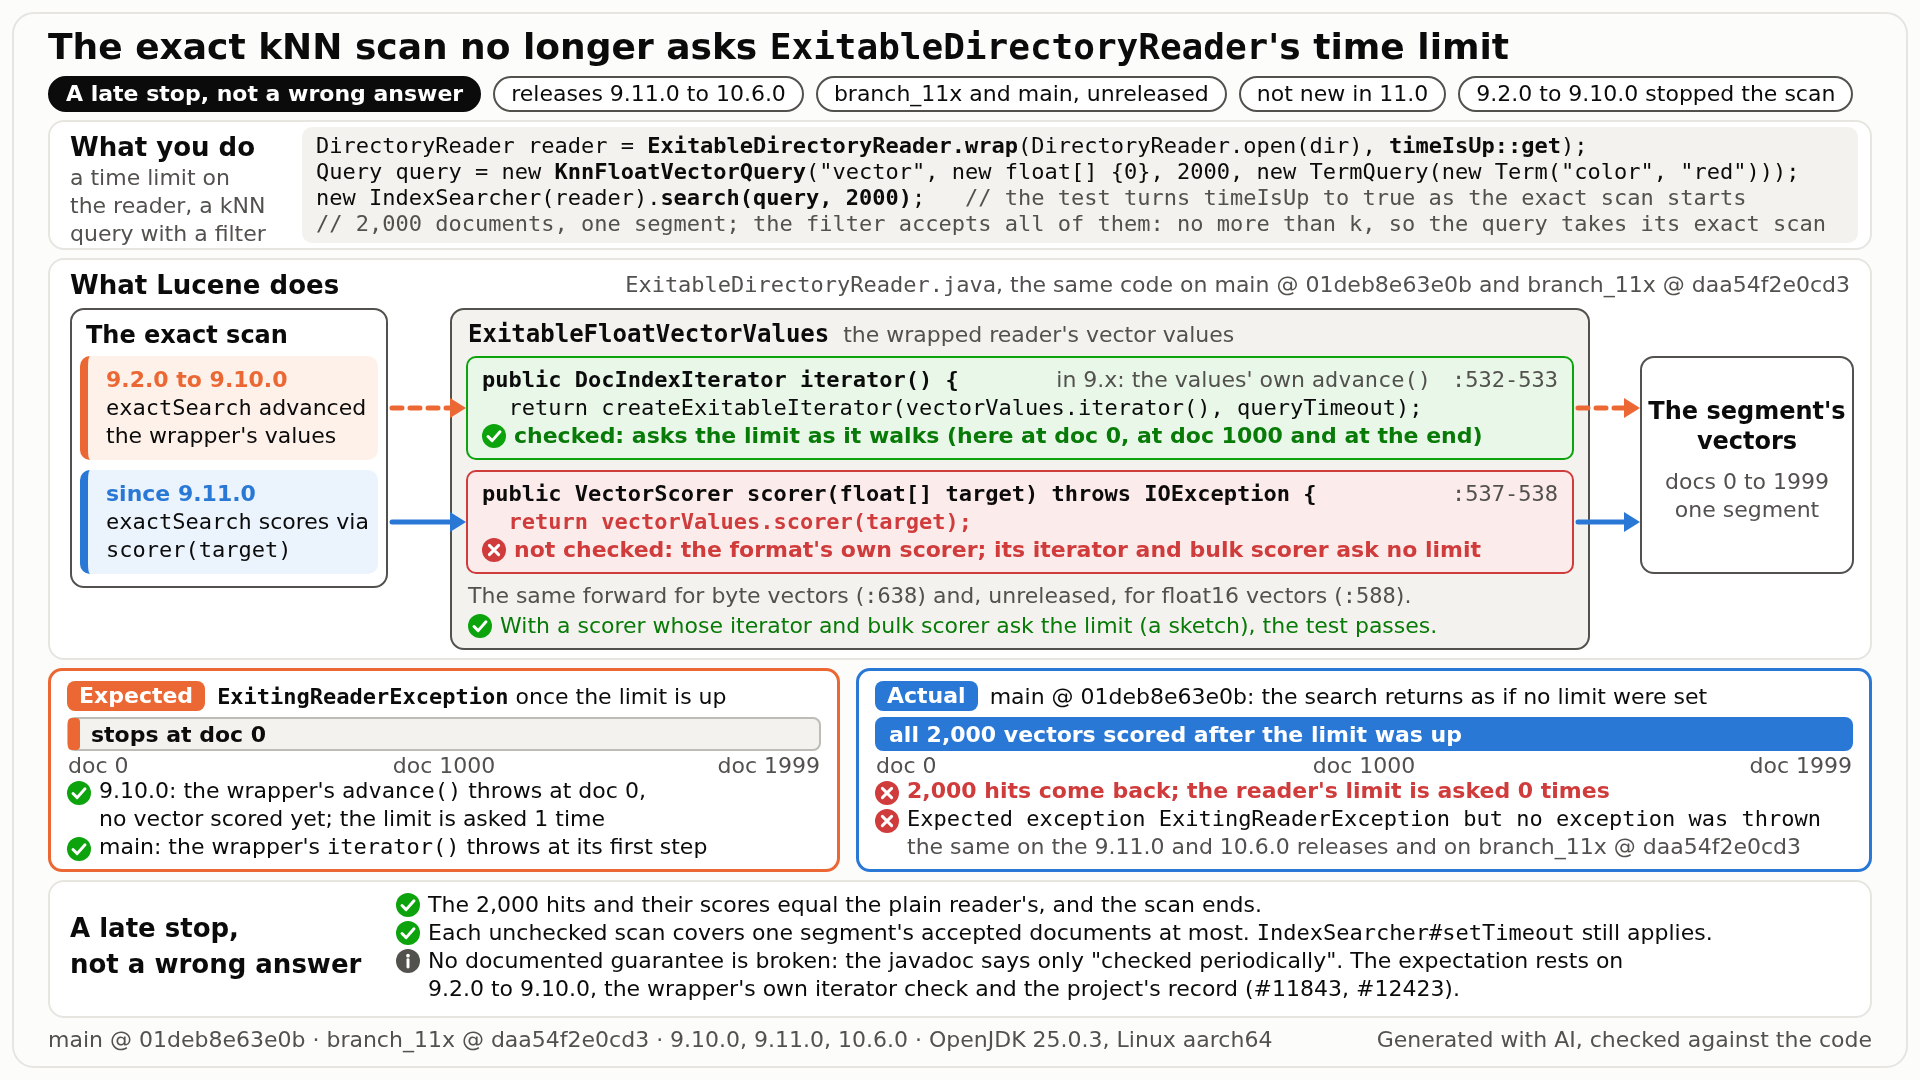 The exact kNN scan no longer asks ExitableDirectoryReader's time limit
A late stop, not a wrong answer
releases 9.11.0 to 10.6.0
branch_11x and main, unreleased
not new in 11.0
9.2.0 to 9.10.0 stopped the scan
What you do
a time limit on
the reader, a kNN
query with a filter
DirectoryReader reader = ExitableDirectoryReader.wrap(DirectoryReader.open(dir), timeIsUp::get);
Query query = new KnnFloatVectorQuery("vector", new float[] {0}, 2000, new TermQuery(new Term("color", "red")));
new IndexSearcher(reader).search(query, 2000);   // the test turns timeIsUp to true as the exact scan starts
// 2,000 documents, one segment; the filter accepts all of them: no more than k, so the query takes its exact scan
What Lucene does
ExitableDirectoryReader.java, the same code on main @ 01deb8e63e0b and branch_11x @ daa54f2e0cd3
The exact scan
9.2.0 to 9.10.0
exactSearch advanced
the wrapper's values
since 9.11.0
exactSearch scores via
scorer(target)
ExitableFloatVectorValues the wrapped reader's vector values
public DocIndexIterator iterator() {
in 9.x: the values' own advance() :532-533
return createExitableIterator(vectorValues.iterator(), queryTimeout);
checked: asks the limit as it walks (here at doc 0, at doc 1000 and at the end)
public VectorScorer scorer(float[] target) throws IOException {
:537-538
return vectorValues.scorer(target);
not checked: the format's own scorer; its iterator and bulk scorer ask no limit
The same forward for byte vectors (:638) and, unreleased, for float16 vectors (:588).
With a scorer whose iterator and bulk scorer ask the limit (a sketch), the test passes.
The segment's
vectors
docs 0 to 1999
one segment
Expected ExitingReaderException once the limit is up
stops at doc 0
doc 0
doc 1000
doc 1999
9.10.0: the wrapper's advance() throws at doc 0,
no vector scored yet; the limit is asked 1 time
main: the wrapper's iterator() throws at its first step
Actual main @ 01deb8e63e0b: the search returns as if no limit were set
all 2,000 vectors scored after the limit was up
doc 0
doc 1000
doc 1999
2,000 hits come back; the reader's limit is asked 0 times
Expected exception ExitingReaderException but no exception was thrown
the same on the 9.11.0 and 10.6.0 releases and on branch_11x @ daa54f2e0cd3
A late stop,
not a wrong answer
The 2,000 hits and their scores equal the plain reader's, and the scan ends.
Each unchecked scan covers one segment's accepted documents at most. IndexSearcher#setTimeout still applies.
No documented guarantee is broken: the javadoc says only "checked periodically". The expectation rests on
9.2.0 to 9.10.0, the wrapper's own iterator check and the project's record (#11843, #12423).
main @ 01deb8e63e0b · branch_11x @ daa54f2e0cd3 · 9.10.0, 9.11.0, 10.6.0 · OpenJDK 25.0.3, Linux aarch64
Generated with AI, checked against the code